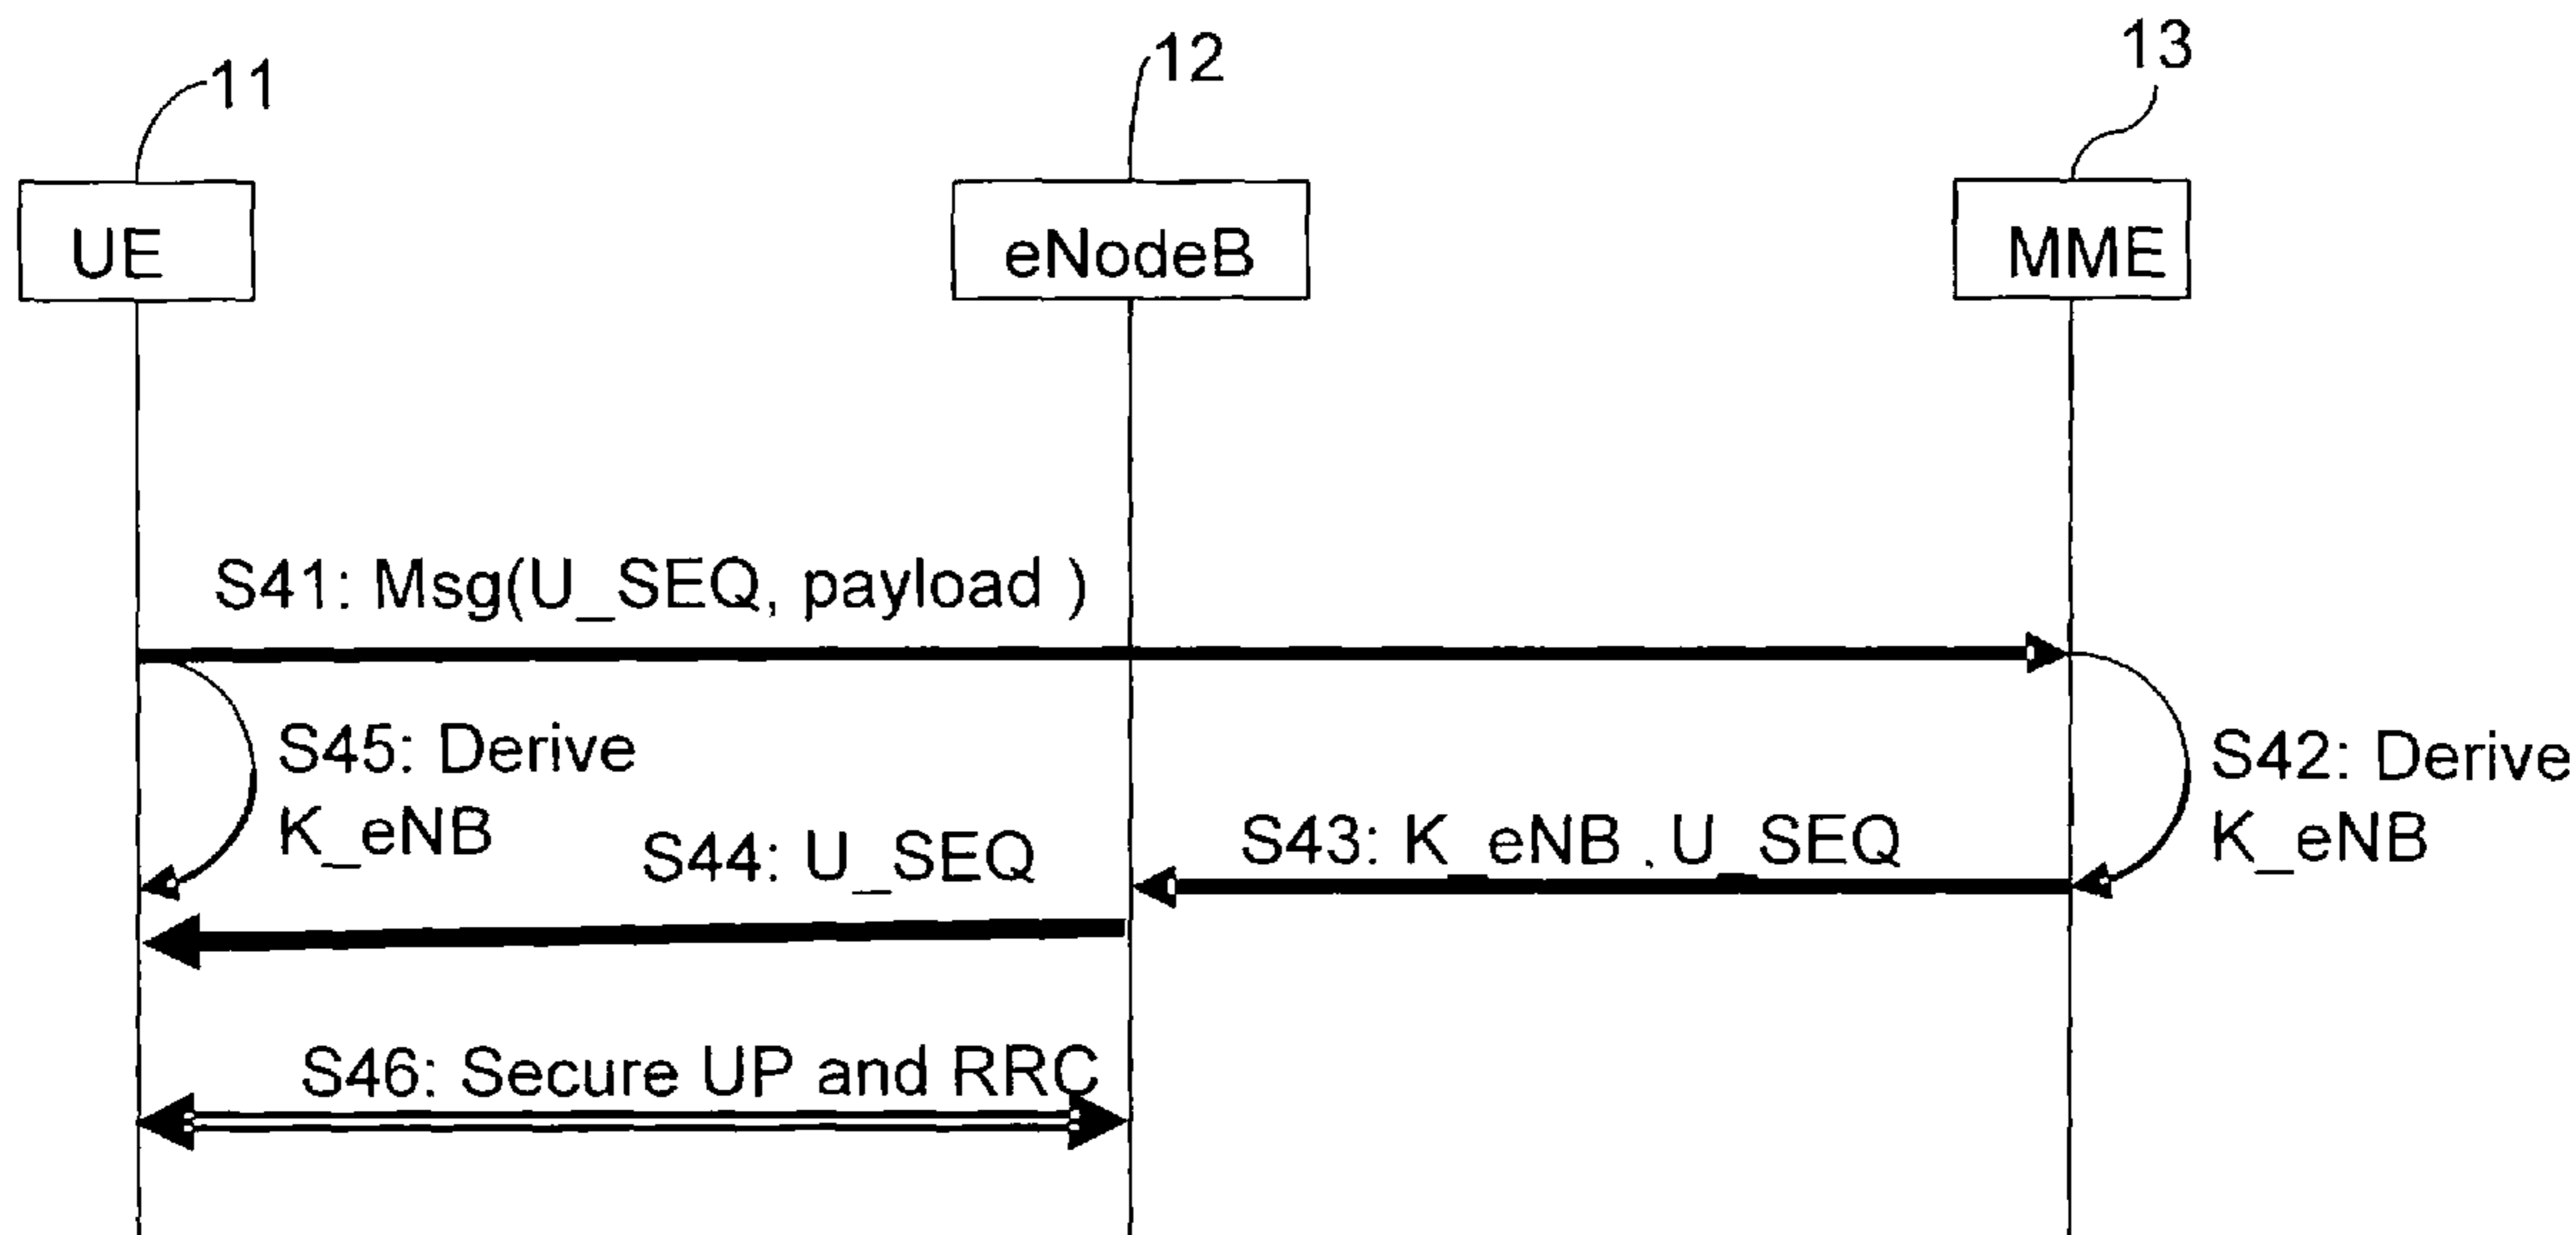 11
12
13
UE
eNodeB
MME
S41: Msg(U_SEQ, payload )
S45: Derive
K_eNB
S42: Derive
K_eNB
S44: U_SEQ
S43: K_eNB , U_SEQ
S46: Secure UP and RRC